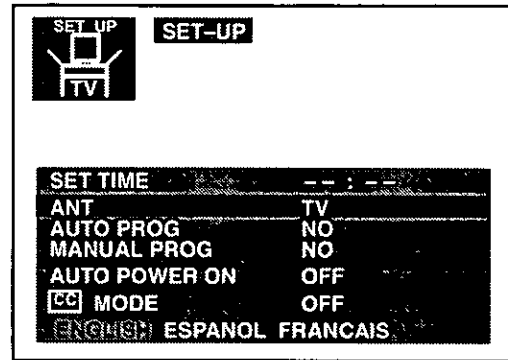 SET UP
SET-UP
TV
SET TIME -- : --
ANT TV
AUTO PROG NO
MANUAL PROG NO
AUTO POWER ON OFF
CC MODE OFF
ENGLISH ESPANOL FRANCAIS